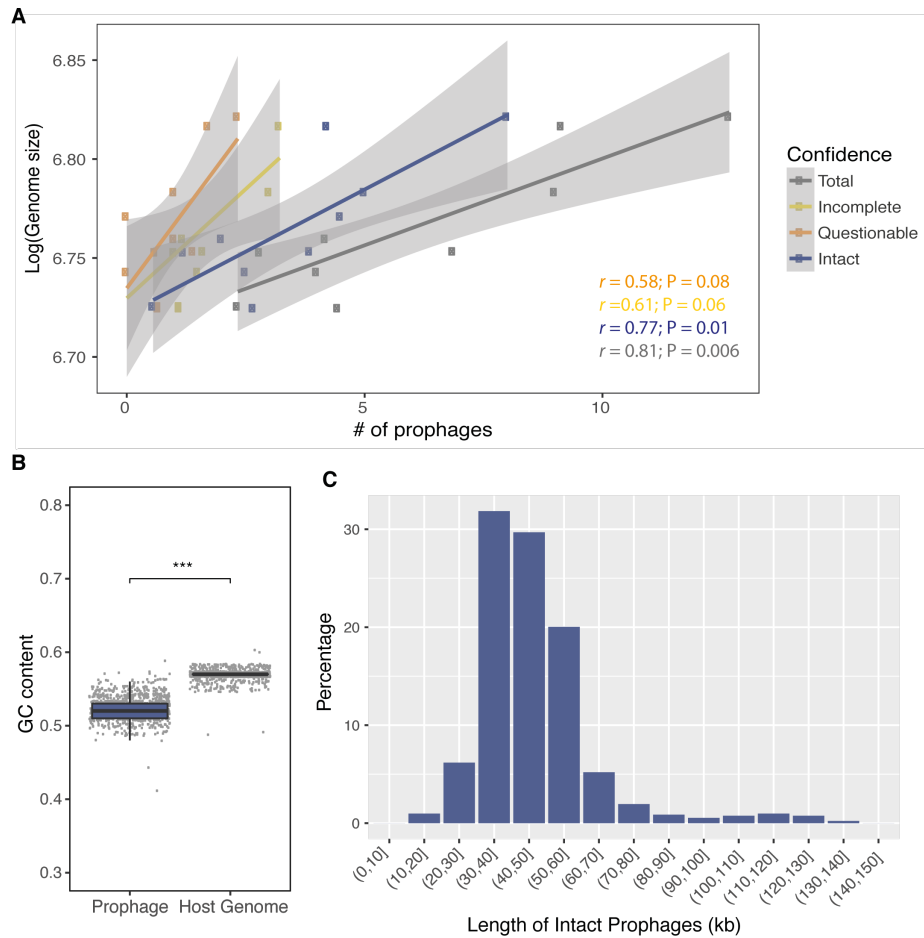 A
Log(Genome size)
6.85
6.80
6.75
6.70
0
5
10
# of prophages
r = 0.58; P = 0.08
r =0.61; P = 0.06
r = 0.77; P = 0.01
r = 0.81; P = 0.006
Confidence
Total
Incomplete
Questionable
Intact
B
GC content
0.8
0.7
0.6
0.5
0.4
0.3
***
Prophage
Host Genome
C
Percentage
30
20
10
0
(0,10]
(10,20]
(20,30]
(30,40]
(40,50]
(50,60]
(60,70]
(70,80]
(80,90]
(90,100]
(100,110]
(110,120]
(120,130]
(130,140]
(140,150]
Length of Intact Prophages (kb)